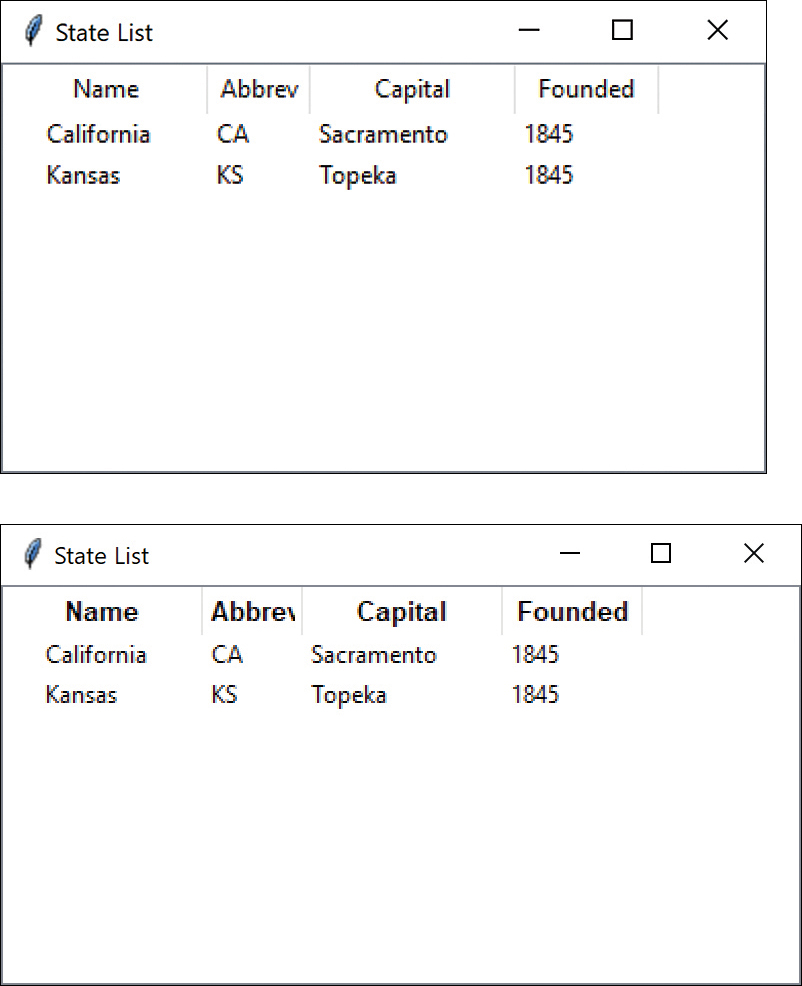 State List
Name Abbrev Capital Founded
California CA Sacramento 1845
Kansas KS Topeka 1845
State List
Name Abbrev Capital Founded
California CA Sacramento 1845
Kansas KS Topeka 1845